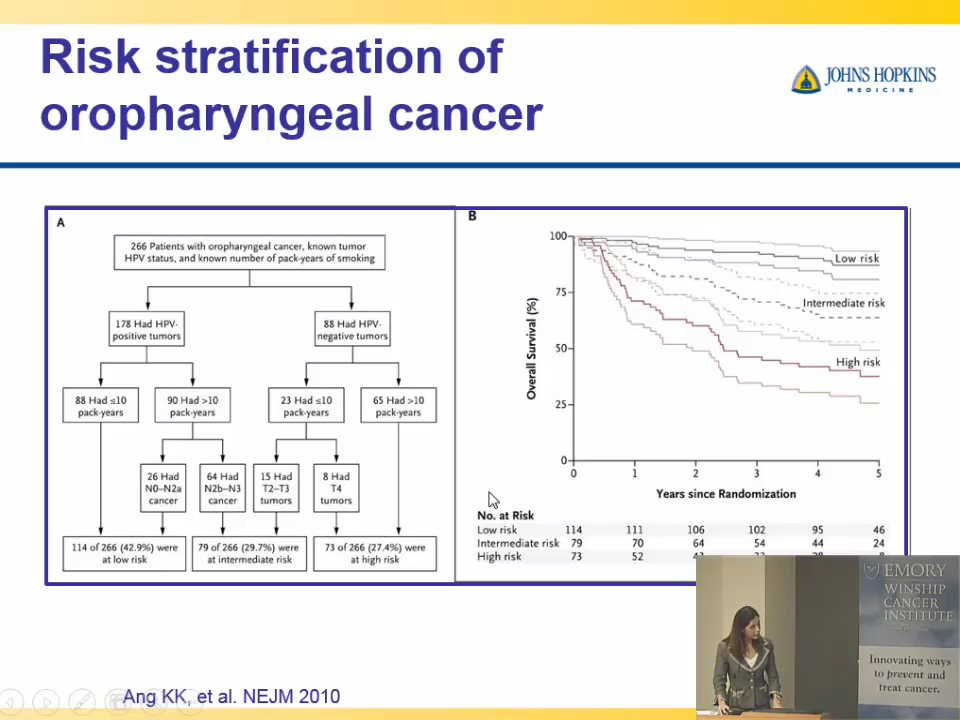 Risk stratification of
oropharyngeal cancer
JOHNS HOPKINS
MEDICINE
A
266 Patients with oropharyngeal cancer, known tumor
HPV status, and known number of pack-years of smoking
178 Had HPV-
positive tumors
88 Had HPV-
negative tumors
88 Had ≤10
pack-years
90 Had >10
pack-years
23 Had ≤10
pack-years
65 Had >10
pack-years
26 Had
N0–N2a
cancer
64 Had
N2b–N3
cancer
15 Had
T2–T3
tumors
8 Had
T4
tumors
114 of 266 (42.9%) were
at low risk
79 of 266 (29.7%) were
at intermediate risk
73 of 266 (27.4%) were
at high risk
B
Overall Survival (%)
100
75
50
25
0
Low risk
Intermediate risk
High risk
0 1 2 3 4 5
Years since Randomization
No. at Risk
Low risk 114 111 106 102 95 46
Intermediate risk 79 70 64 54 44 24
High risk 73 52
EMORY
WINSHIP
CANCER
INSTITUTE
Innovating ways
to prevent and
treat cancer.
Ang KK, et al. NEJM 2010